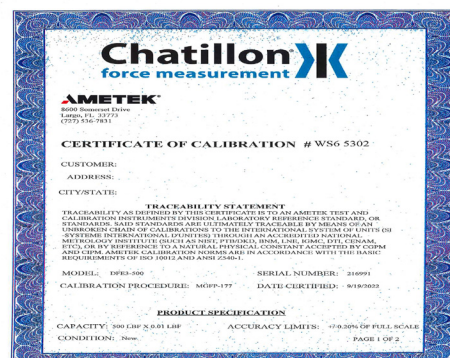 Chatillon
force measurement
AMETEK®
8600 Somerset Drive
Largo, FL 33773
(727) 536-7831
CERTIFICATE OF CALIBRATION # WS6 5302
CUSTOMER:
ADDRESS:
CITY/STATE:
TRACEABILITY STATEMENT
TRACEABILITY AS DEFINED BY THIS CERTIFICATE IS TO AN AMETEK TEST AND
CALIBRATION INSTRUMENTS DIVISION LABORATORY REFERENCE STANDARD, OR
STANDARDS. SAID STANDARDS ARE ULTIMATELY TRACEABLE BY MEANS OF AN
UNBROKEN CHAIN OF CALIBRATIONS TO THE INTERNATIONAL SYSTEM OF UNITS (SI
-SYSTEME INTERNATIONAL D'UNITES) THROUGH AN ACCREDITED NATIONAL
METROLOGY INSTITUTE (SUCH AS NIST, PTB/DKD, BNM, LNE, IGMC, DTI, CENAM,
ETC), OR BY REFERENCE TO A NATURAL PHYSICAL CONSTANT ACCEPTED BY CGPM
AND CIPM. AMETEK CALIBRATION NORMS ARE IN ACCORDANCE WITH THE BASIC
REQUIREMENTS OF ISO 10012 AND ANSI Z540-1.
MODEL: DFE3-500 SERIAL NUMBER: 216991
CALIBRATION PROCEDURE: MGFP-177 DATE CERTIFIED: 9/19/2022
PRODUCT SPECIFICATION
CAPACITY: 500 LBF X 0.01 LBF ACCURACY LIMITS: +/-0.20% OF FULL SCALE
CONDITION: New. PAGE 1 OF 2